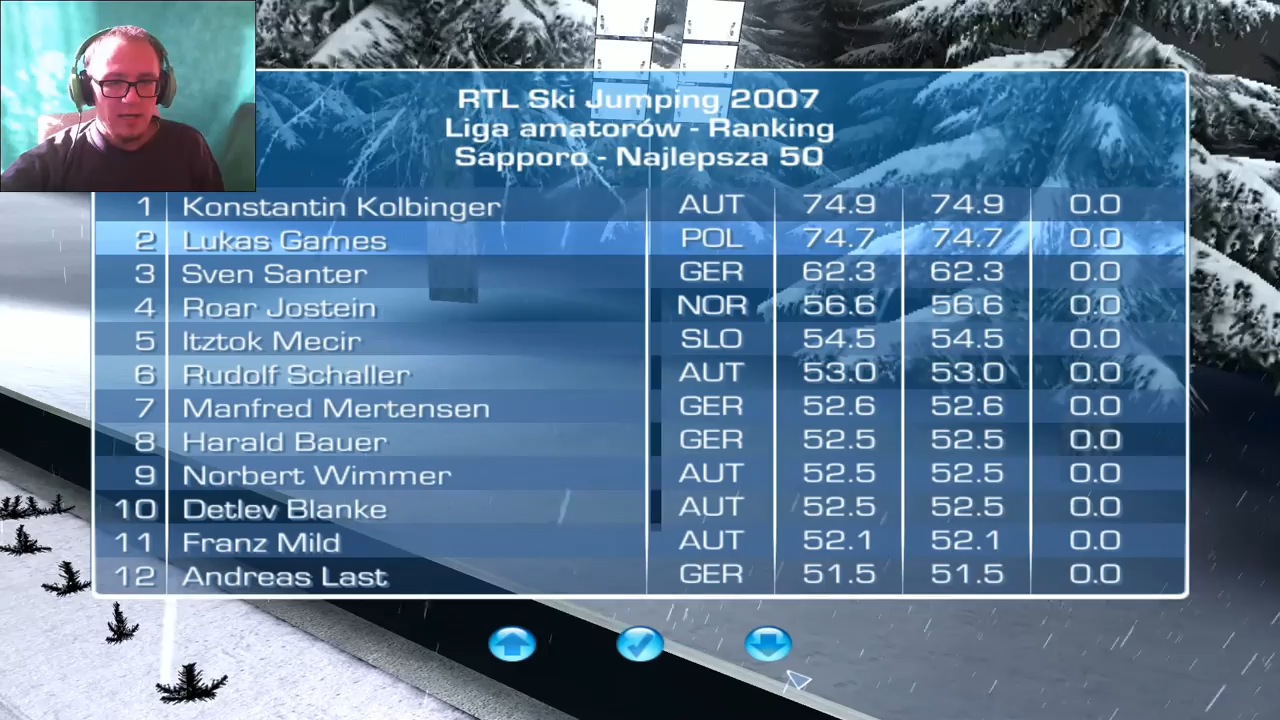 RTL Ski Jumping 2007
Liga amatorów - Ranking
Sapporo - Najlepsza 50
1 Konstantin Kolbinger AUT 74.9 74.9 0.0
2 Lukas Games POL 74.7 74.7 0.0
3 Sven Santer GER 62.3 62.3 0.0
4 Roar Jostein NOR 56.6 56.6 0.0
5 Itztok Mecir SLO 54.5 54.5 0.0
6 Rudolf Schaller AUT 53.0 53.0 0.0
7 Manfred Mertensen GER 52.6 52.6 0.0
8 Harald Bauer GER 52.5 52.5 0.0
9 Norbert Wimmer AUT 52.5 52.5 0.0
10 Detlev Blanke AUT 52.5 52.5 0.0
11 Franz Mild AUT 52.1 52.1 0.0
12 Andreas Last GER 51.5 51.5 0.0